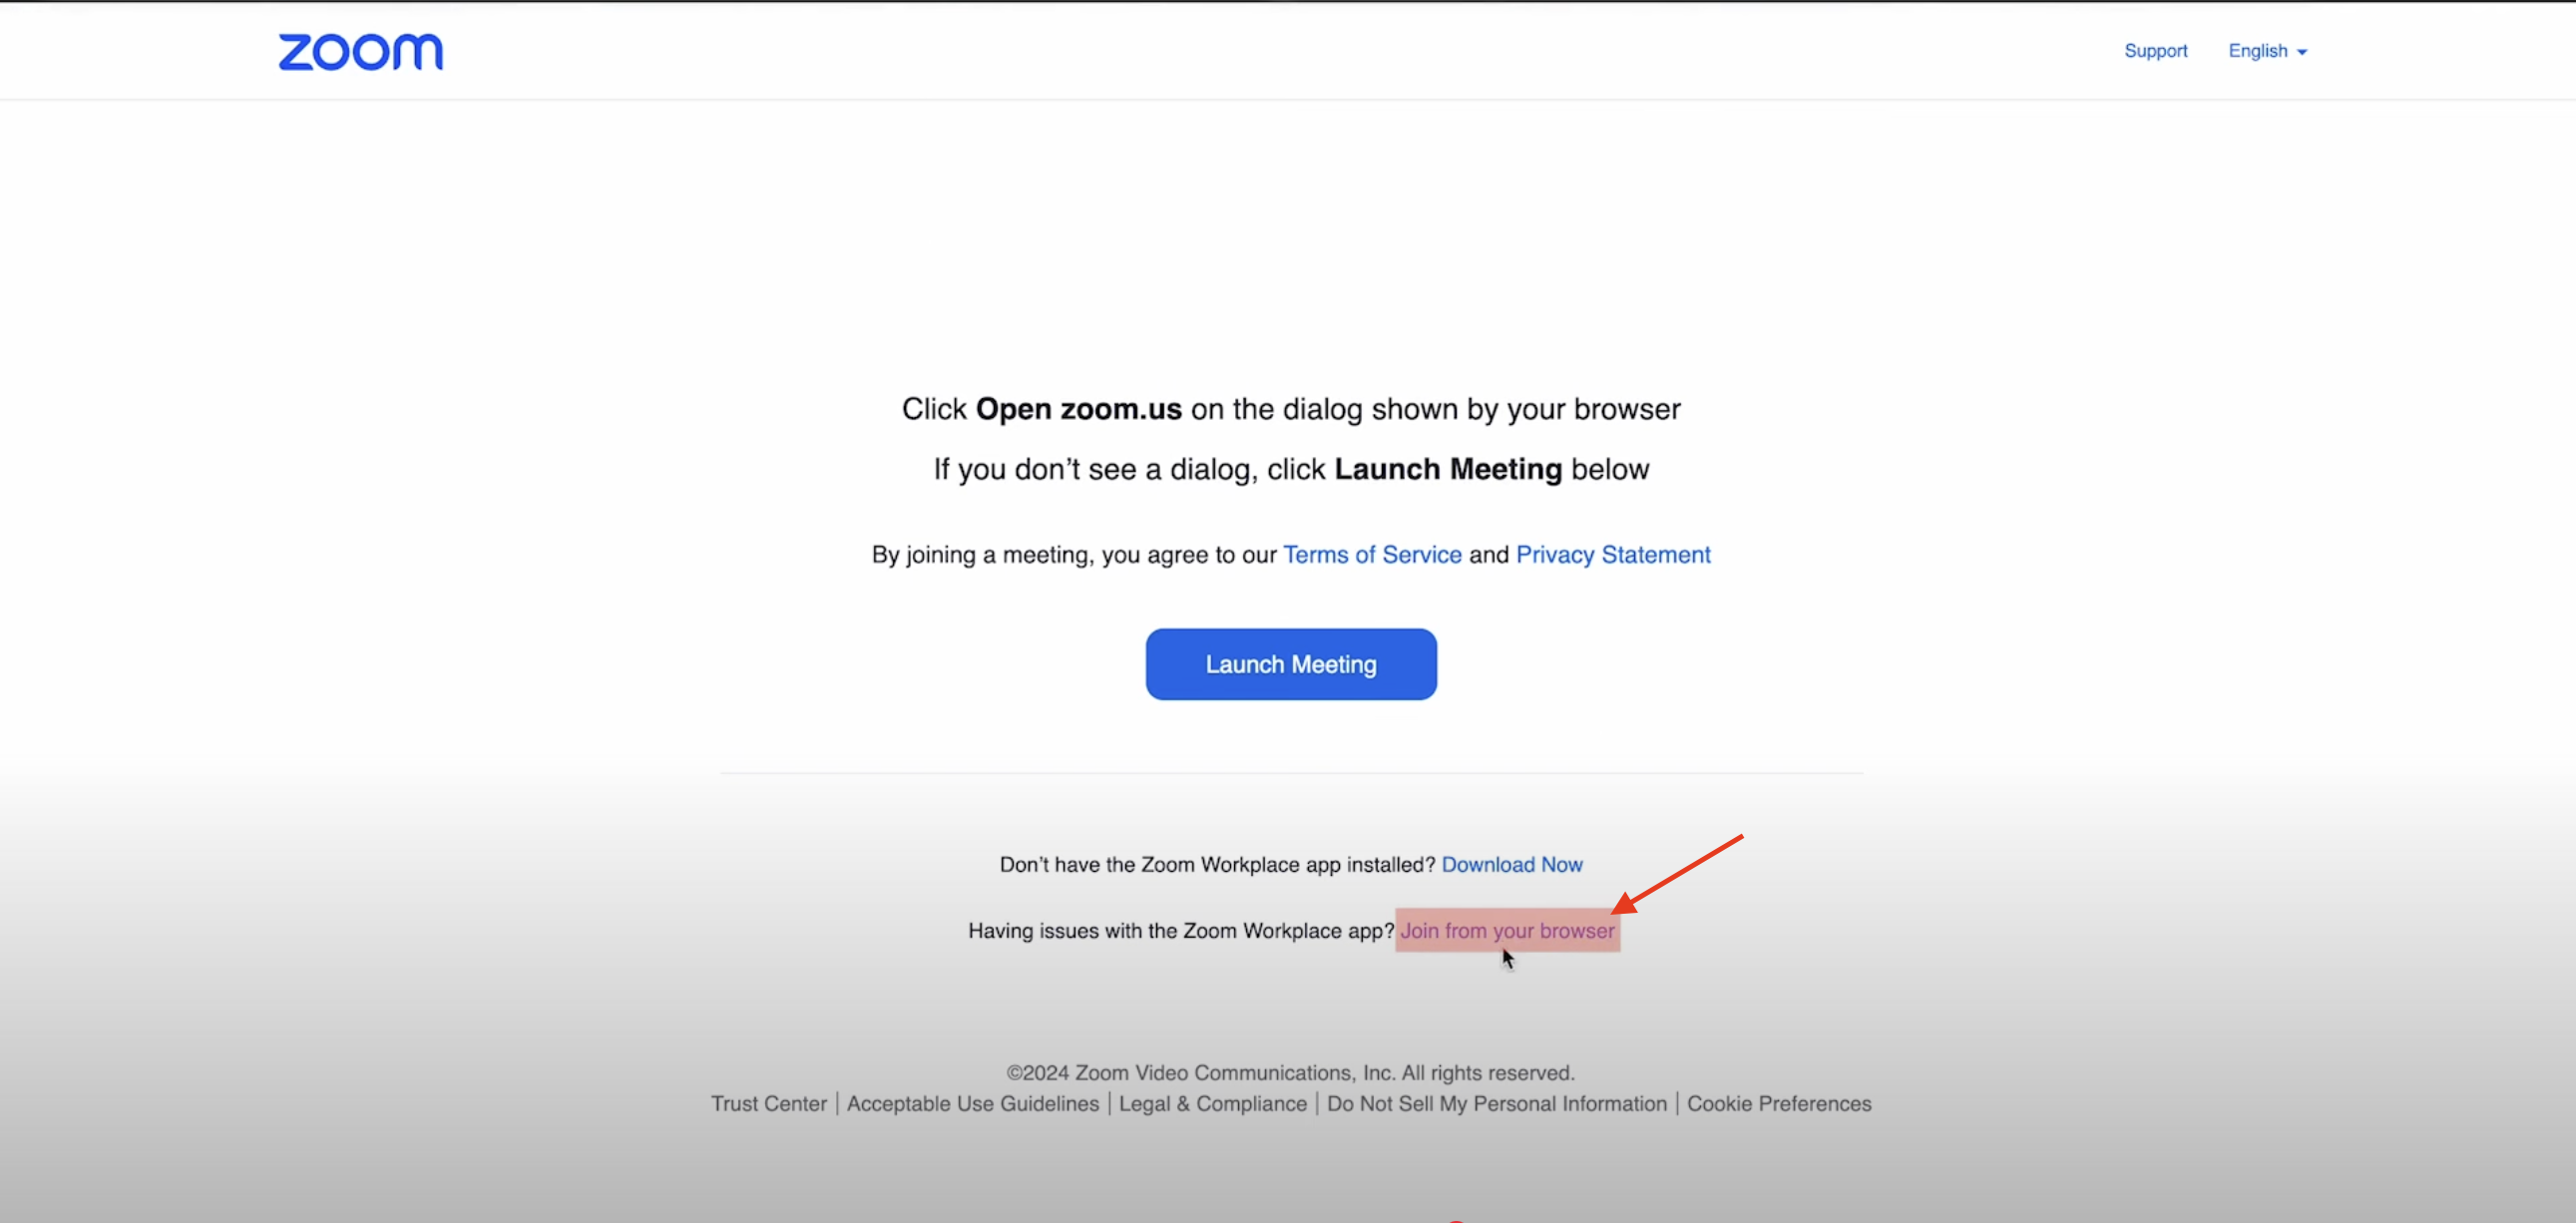 zoom
Support English
Click Open zoom.us on the dialog shown by your browser
If you don’t see a dialog, click Launch Meeting below
By joining a meeting, you agree to our Terms of Service and Privacy Statement
Launch Meeting
Don’t have the Zoom Workplace app installed? Download Now
Having issues with the Zoom Workplace app? Join from your browser
©2024 Zoom Video Communications, Inc. All rights reserved.
Trust Center | Acceptable Use Guidelines | Legal & Compliance | Do Not Sell My Personal Information | Cookie Preferences